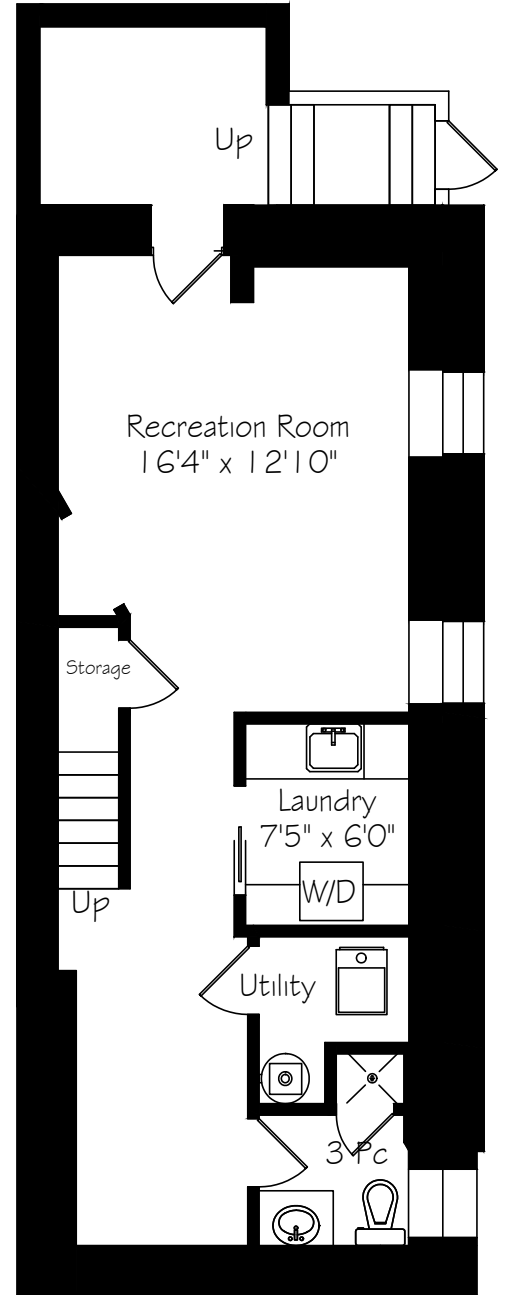 Up
Recreation Room
16'4" x 12'10"
Storage
Laundry
7'5" x 6'0"
W/D
Up
Utility
3 Pc